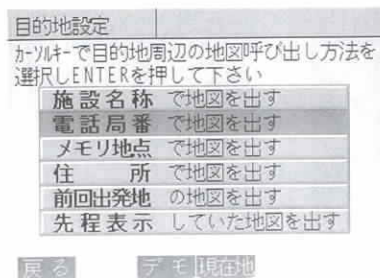 目的地設定
カーソルキーで目的地周辺の地図呼び出し方法を
選択しENTERを押して下さい
施設名称 で地図を出す
電話局番 で地図を出す
メモリ地点 で地図を出す
住 所 で地図を出す
前回出発地 の地図を出す
先程表示 していた地図を出す
戻る デモ 現在地